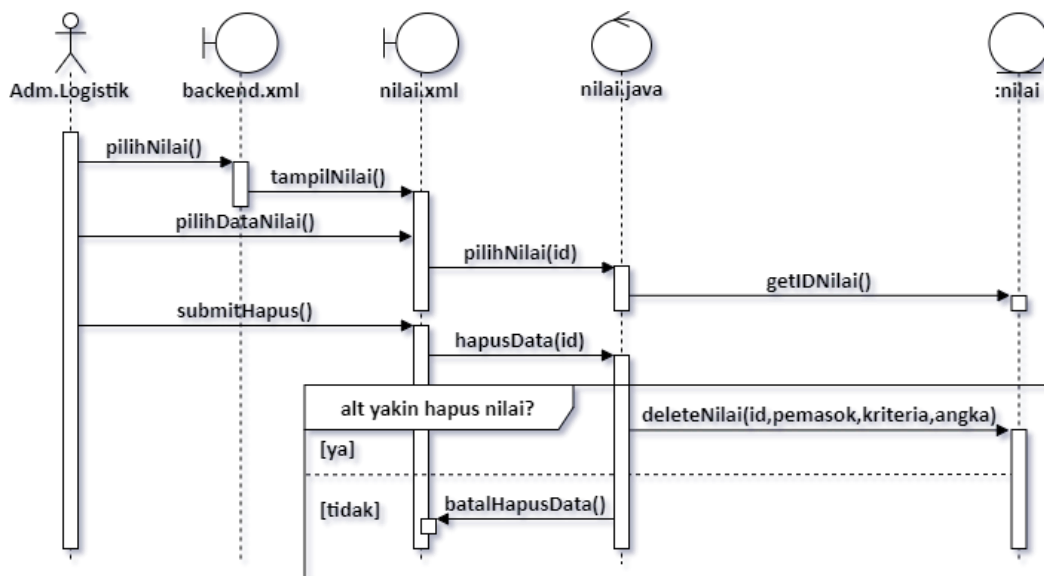 Adm.Logistik
backend.xml
nilai.xml
nilai.java
:nilai
pilihNilai()
tampilNilai()
pilihDataNilai()
pilihNilai(id)
getIDNilai()
submitHapus()
hapusData(id)
alt yakin hapus nilai?
deleteNilai(id,pemasok,kriteria,angka)
[ya]
[tidak]
batalHapusData()